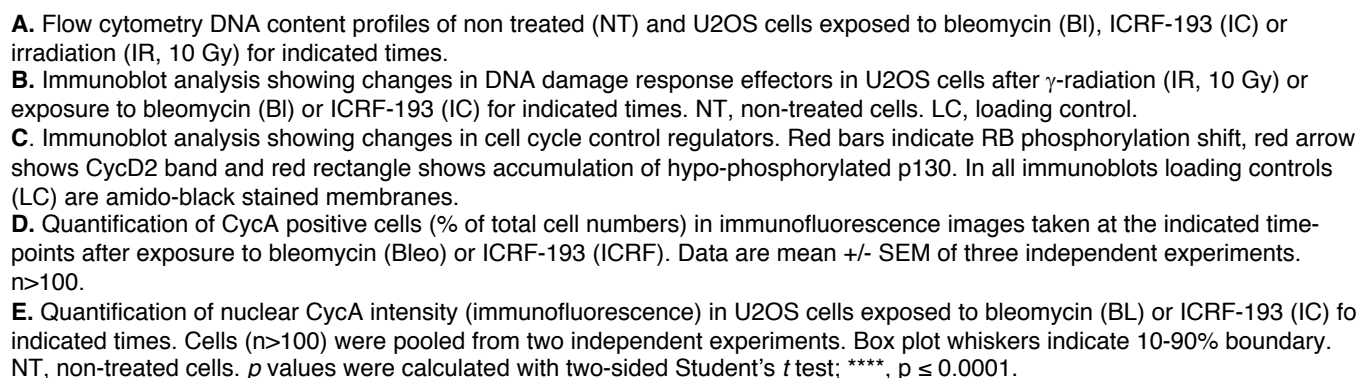 A. Flow cytometry DNA content profiles of non treated (NT) and U2OS cells exposed to bleomycin (Bl), ICRF-193 (IC) or
irradiation (IR, 10 Gy) for indicated times.
B. Immunoblot analysis showing changes in DNA damage response effectors in U2OS cells after γ-radiation (IR, 10 Gy) or
exposure to bleomycin (Bl) or ICRF-193 (IC) for indicated times. NT, non-treated cells. LC, loading control.
C. Immunoblot analysis showing changes in cell cycle control regulators. Red bars indicate RB phosphorylation shift, red arrow
shows CycD2 band and red rectangle shows accumulation of hypo-phosphorylated p130. In all immunoblots loading controls
(LC) are amido-black stained membranes.
D. Quantification of CycA positive cells (% of total cell numbers) in immunofluorescence images taken at the indicated time-
points after exposure to bleomycin (Bleo) or ICRF-193 (ICRF). Data are mean +/- SEM of three independent experiments.
n>100.
E. Quantification of nuclear CycA intensity (immunofluorescence) in U2OS cells exposed to bleomycin (BL) or ICRF-193 (IC) fo
indicated times. Cells (n>100) were pooled from two independent experiments. Box plot whiskers indicate 10-90% boundary.
NT, non-treated cells. p values were calculated with two-sided Student's t test; ****, p ≤ 0.0001.